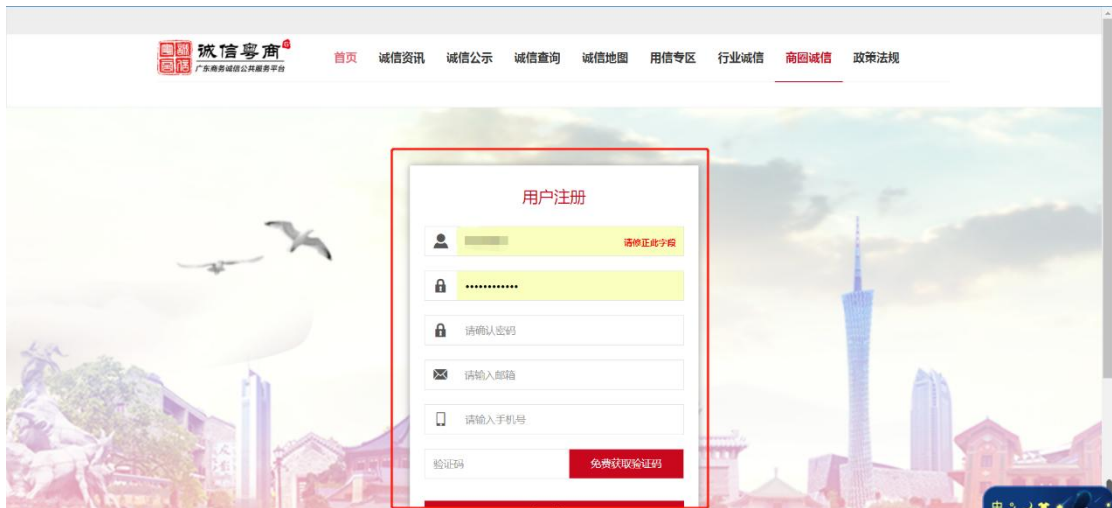 诚信粤商
广东商务诚信公共服务平台
首页 诚信资讯 诚信公示 诚信查询 诚信地图 用信专区 行业诚信 商圈诚信 政策法规
用户注册
请修正此字段
••••••••••••
请确认密码
请输入邮箱
请输入手机号
验证码 免费获取验证码
中